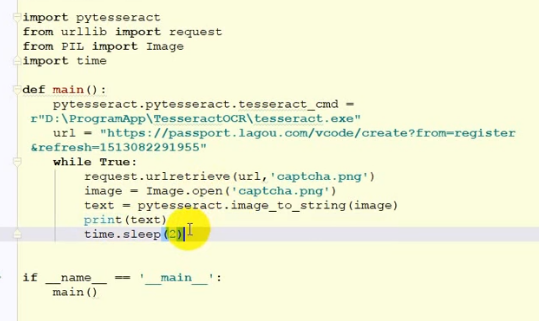 import pytesseract
from urllib import request
from PIL import Image
import time
def main():
pytesseract.pytesseract.tesseract_cmd =
r"D:\ProgramApp\TesseractOCR\tesseract.exe"
url = "https://passport.lagou.com/vcode/create?from=register
&refresh=1513082291955"
while True:
request.urlretrieve(url,'captcha.png')
image = Image.open('captcha.png')
text = pytesseract.image_to_string(image)
print(text)
time.sleep(2)
if __name__ == '__main__':
main()